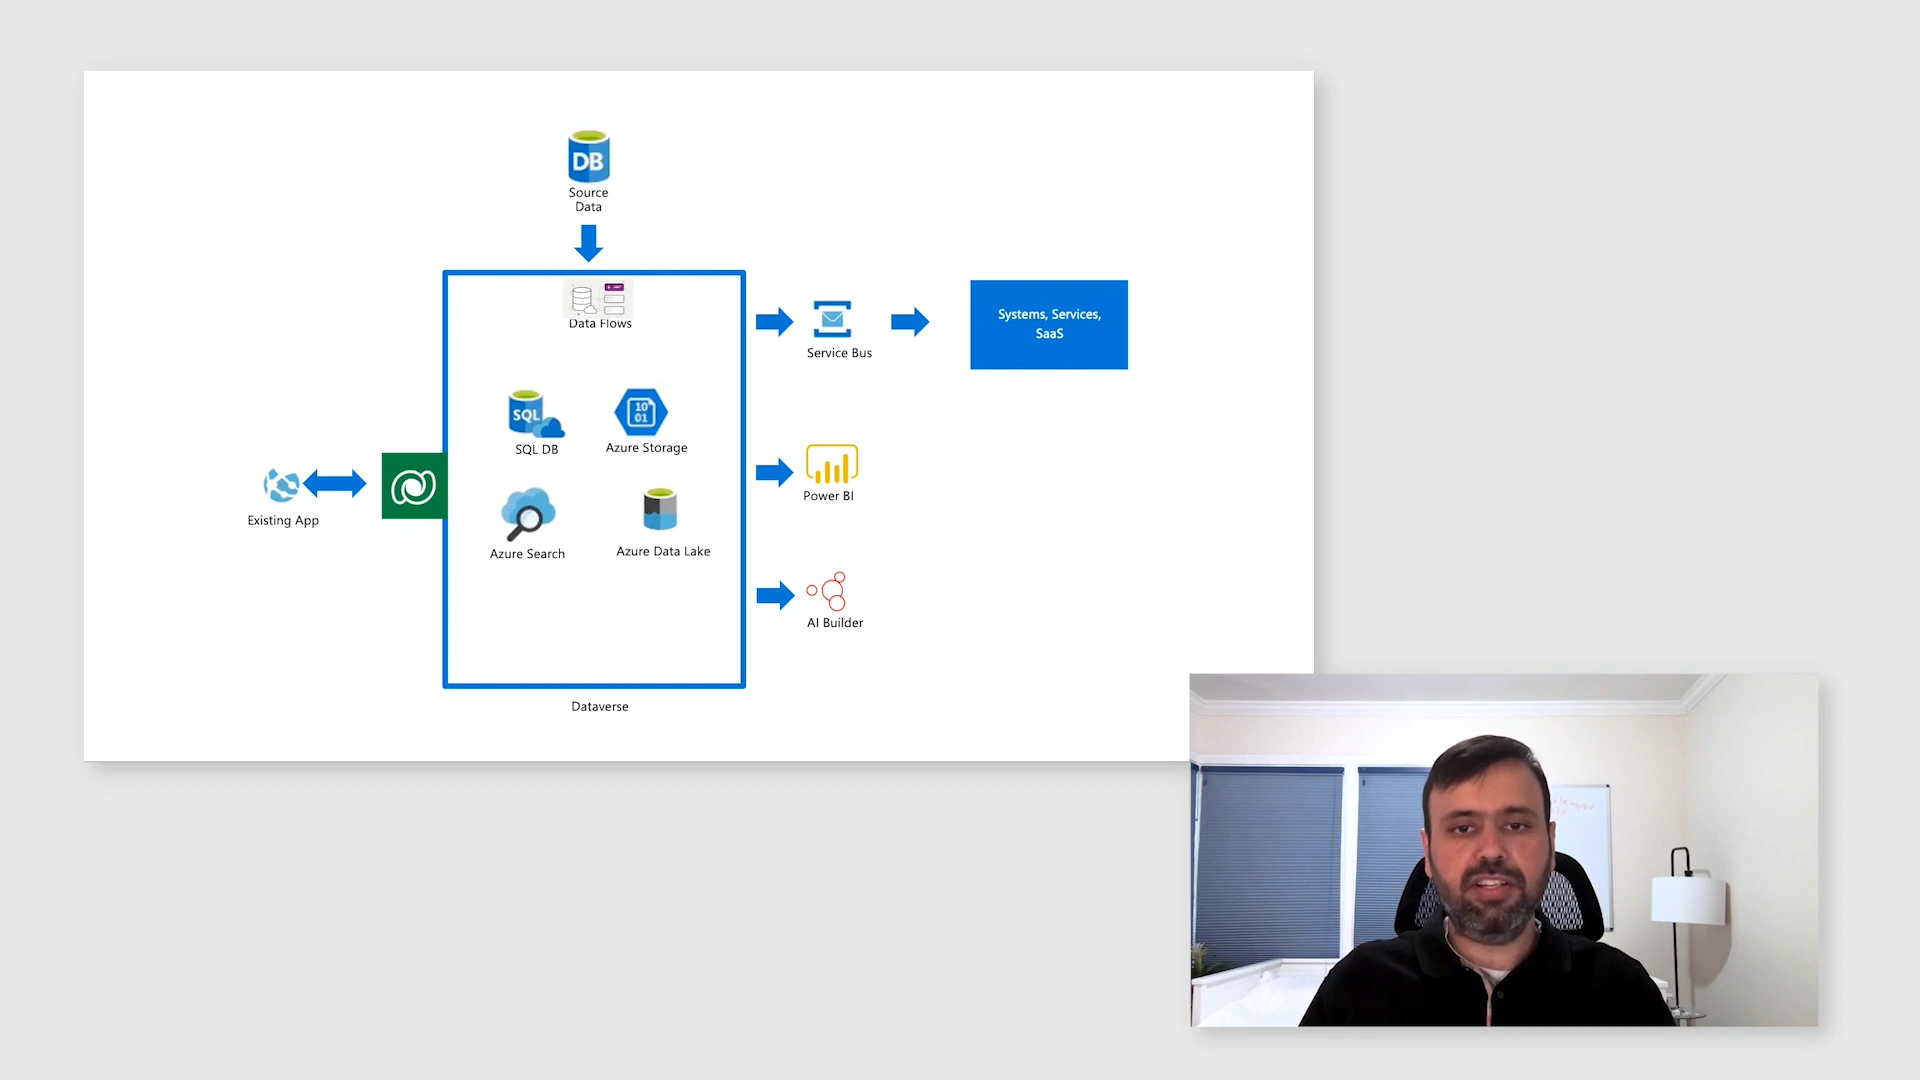 DB
Source
Data
Data Flows
Service Bus
Systems, Services,
SaaS
SQL
SQL DB
10
01
Azure Storage
Existing App
Azure Search
Azure Data Lake
Power BI
AI Builder
Dataverse